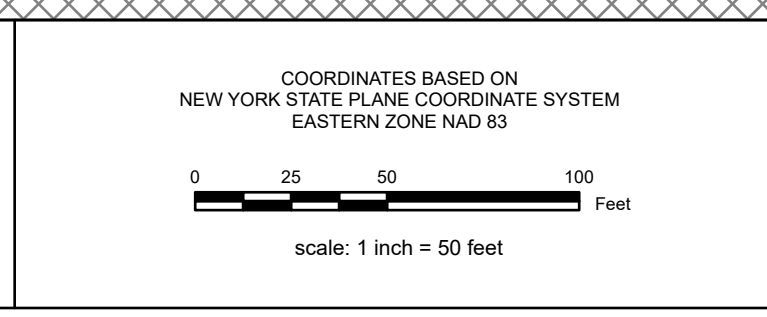 COORDINATES BASED ON
NEW YORK STATE PLANE COORDINATE SYSTEM
EASTERN ZONE NAD 83
0 25 50 100
Feet
scale: 1 inch = 50 feet